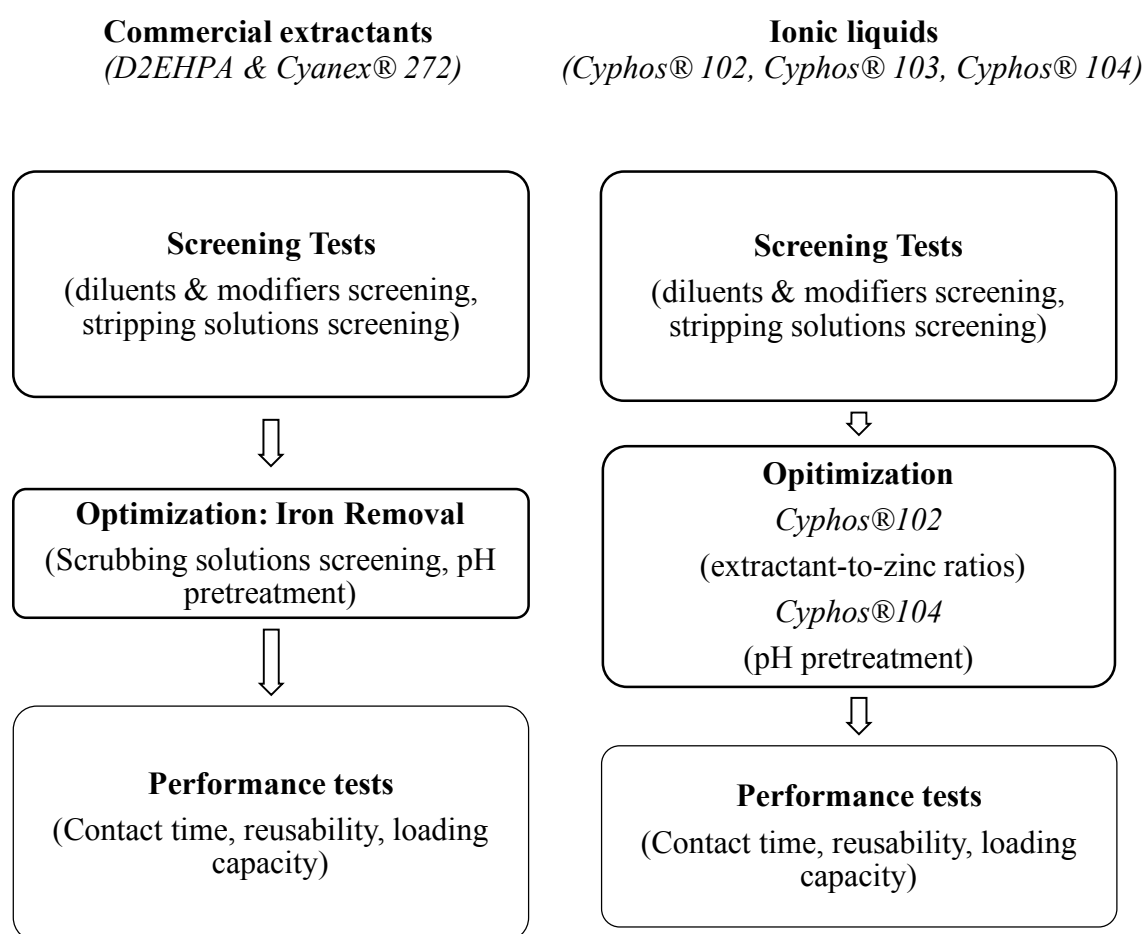 Commercial extractants
(D2EHPA & Cyanex® 272)
Screening Tests
(diluents & modifiers screening,
stripping solutions screening)
Optimization: Iron Removal
(Scrubbing solutions screening, pH
pretreatment)
Performance tests
(Contact time, reusability, loading
capacity)
Ionic liquids
(Cyphos® 102, Cyphos® 103, Cyphos® 104)
Screening Tests
(diluents & modifiers screening,
stripping solutions screening)
Opitimization
Cyphos®102
(extractant-to-zinc ratios)
Cyphos®104
(pH pretreatment)
Performance tests
(Contact time, reusability, loading
capacity)